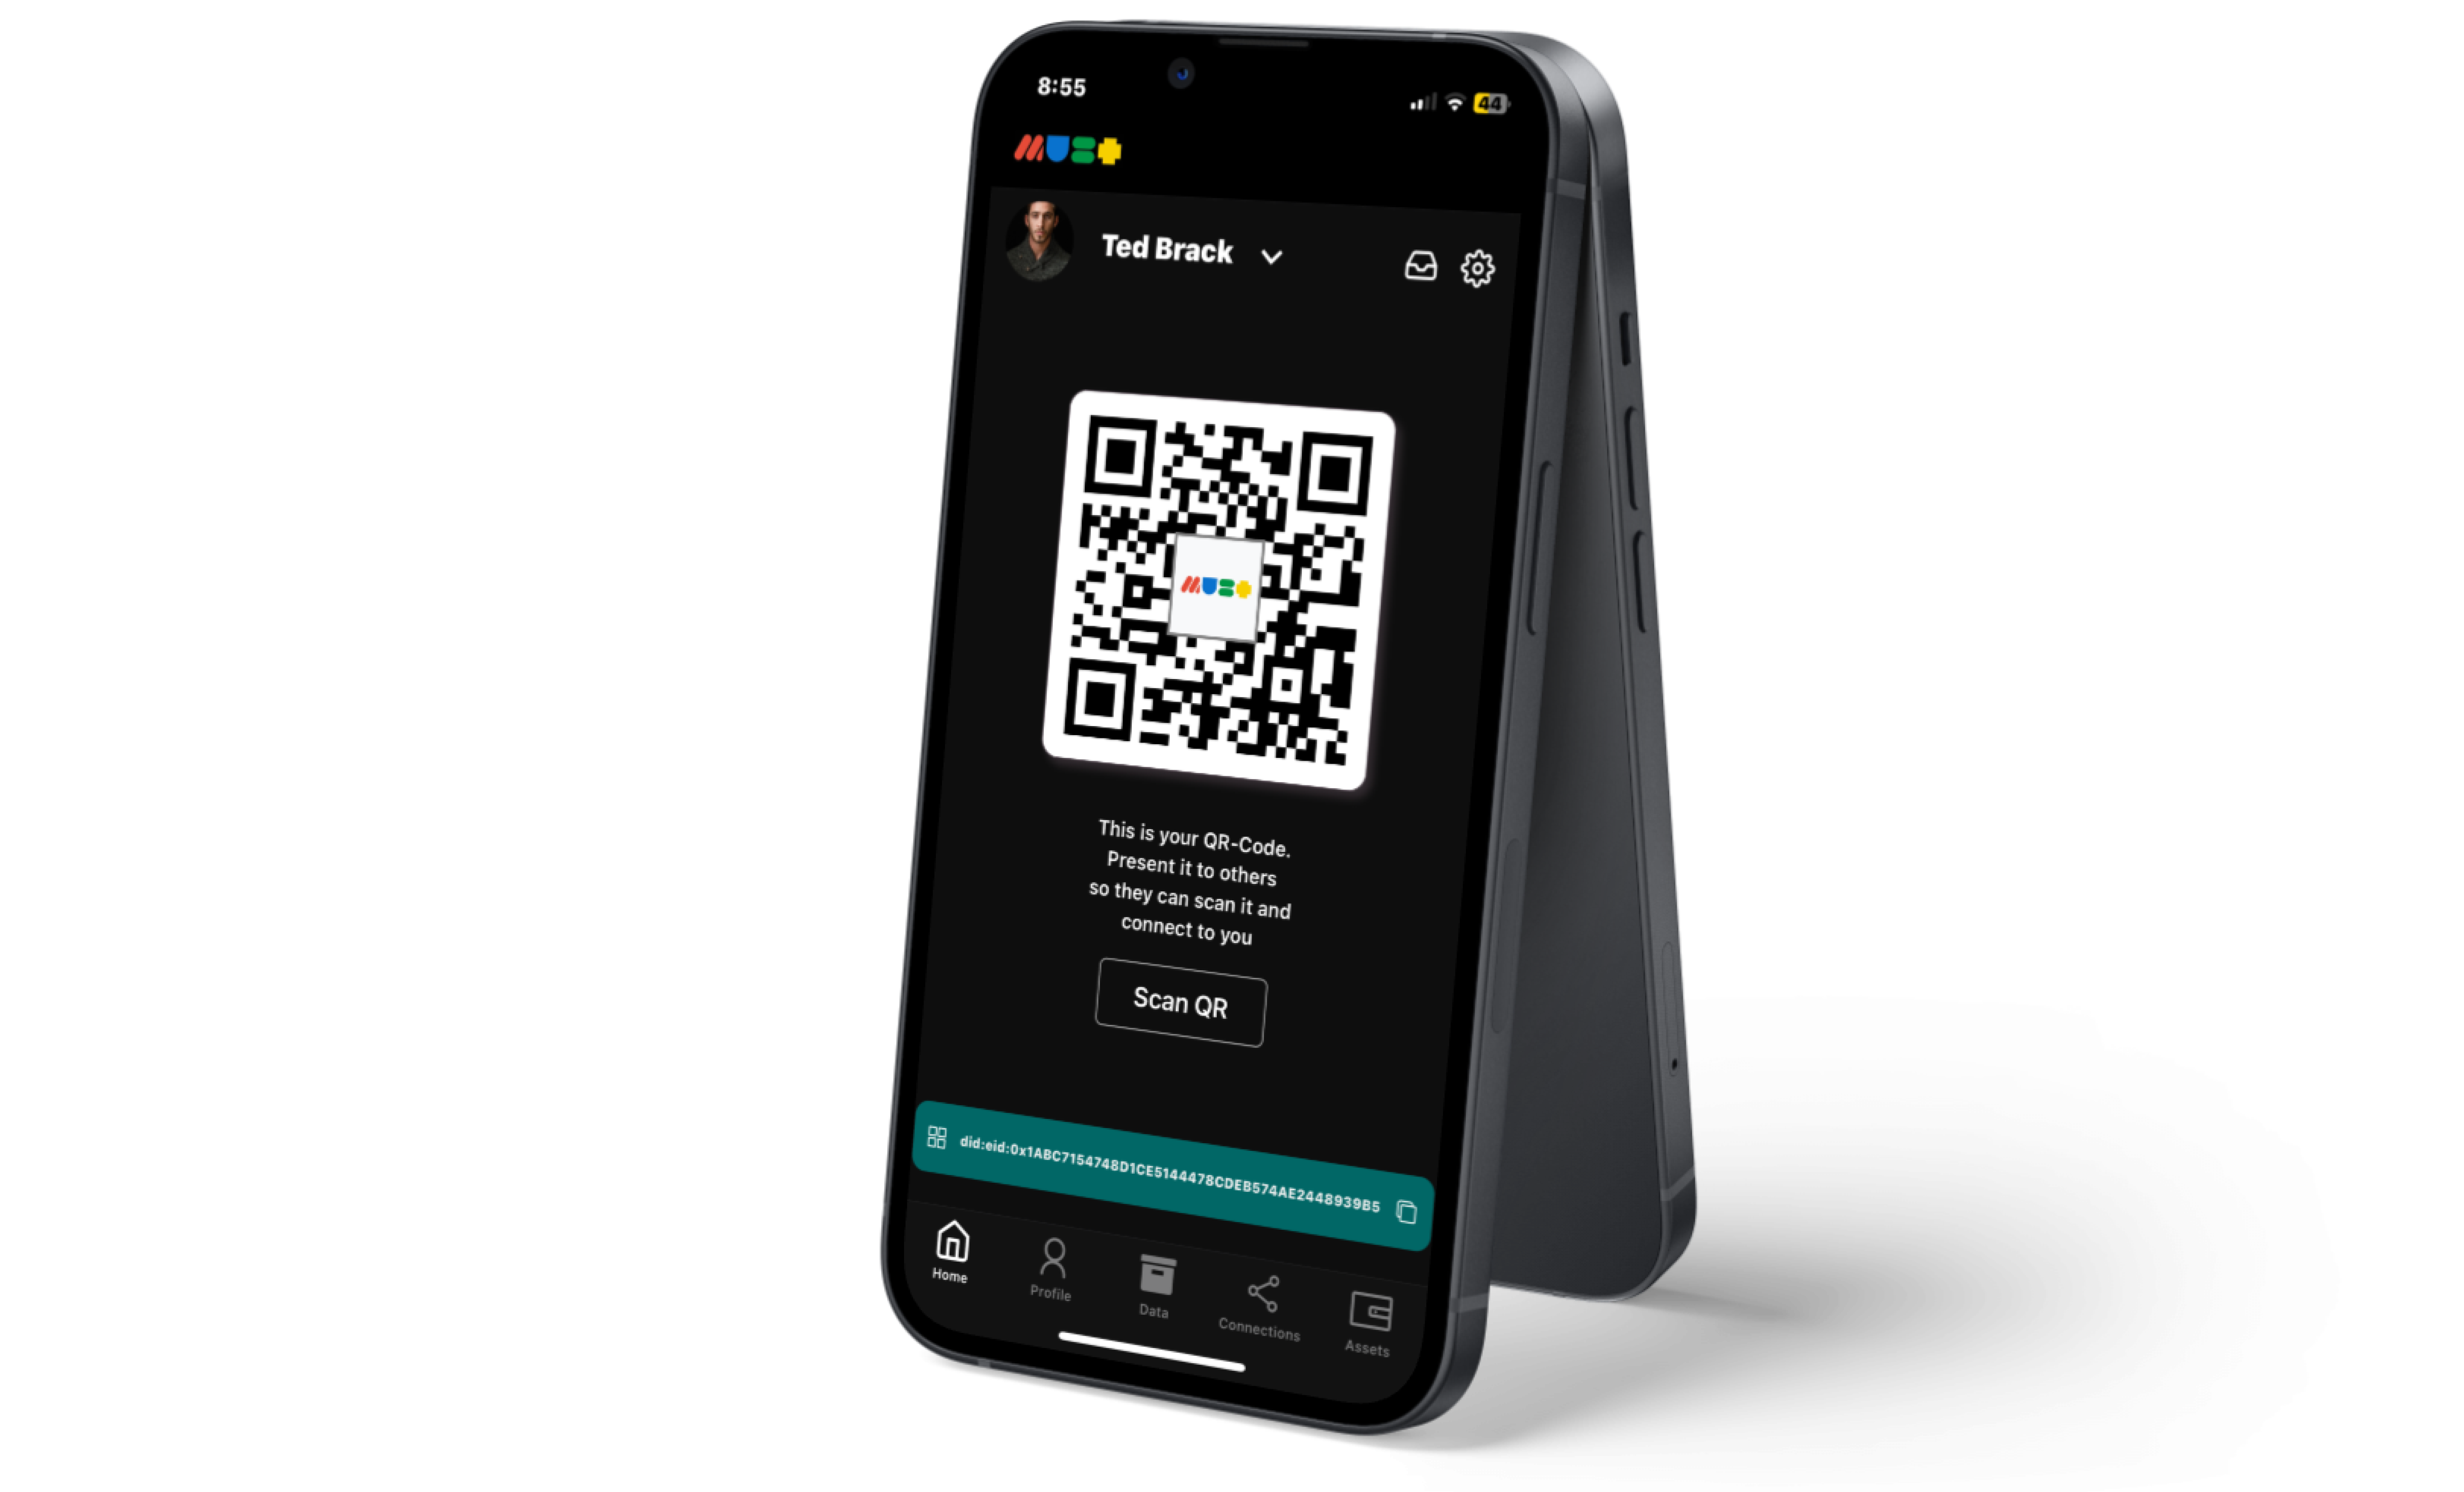 8:55
44
Ted Brack
This is your QR-Code.
Present it to others
so they can scan it and
connect to you
Scan QR
did:eid:0x1ABC7154748D1CE5144478CDEB574AE2448939B5
Home
Profile
Data
Connections
Assets